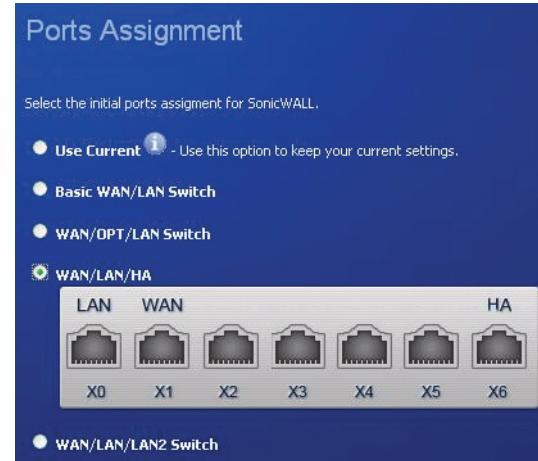 Ports Assignment
Select the initial ports assigment for SonicWALL.
Use Current i - Use this option to keep your current settings.
Basic WAN/LAN Switch
WAN/OPT/LAN Switch
WAN/LAN/HA
LAN WAN HA
X0 X1 X2 X3 X4 X5 X6
WAN/LAN/LAN2 Switch